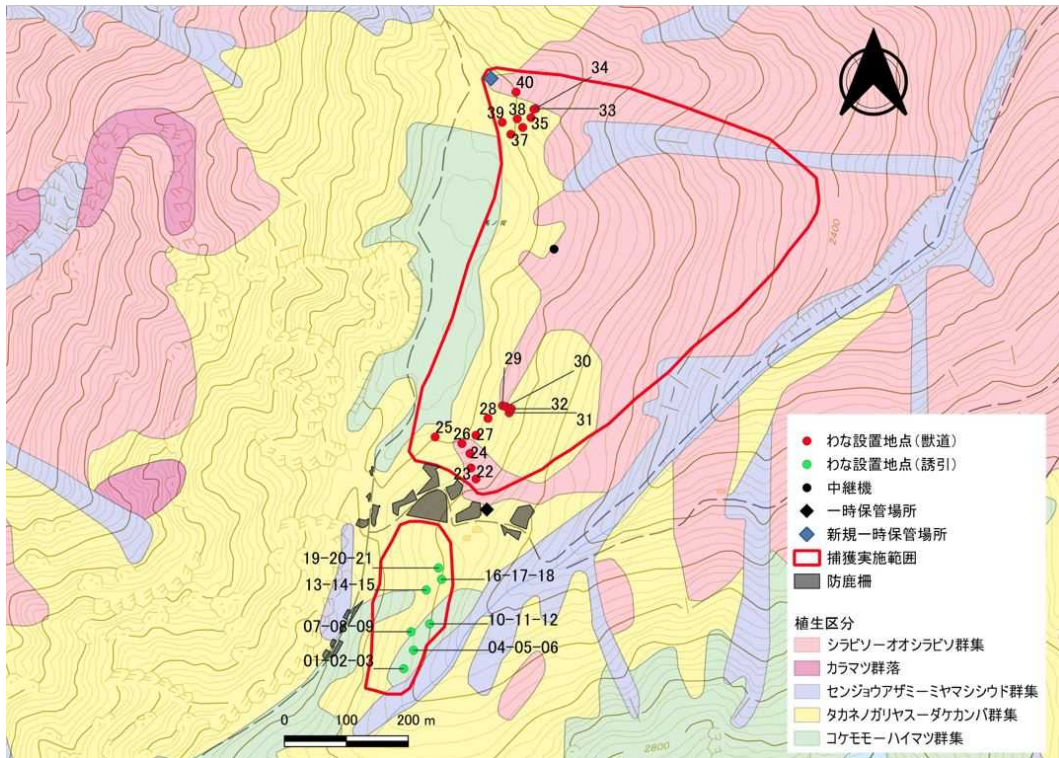 34
40
33
38
39
35
37
2400
29
30
28
32
31
25
26
27
24
23
22
19-20-21
16-17-18
13-14-15
10-11-12
07-08-09
04-05-06
01-02-03
0 100 200 m
2800
わな設置地点(獣道)
わな設置地点(誘引)
中継機
一時保管場所
新規一時保管場所
捕獲実施範囲
防鹿柵
植生区分
シラビソーオオシラビソ群集
カラマツ群落
センジョウアザミーミヤマシシウド群集
タカネノガリヤスーダケカンバ群集
コケモモーハイマツ群集